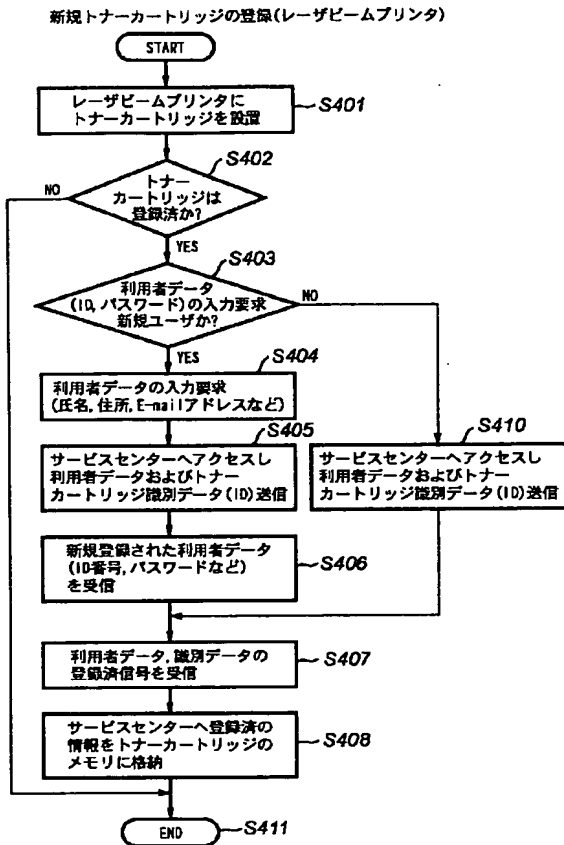 新規トナーカートリッジの登録(レーザビームプリンタ)
START
レーザビームプリンタに
トナーカートリッジを設置
S401
S402
トナー
カートリッジは
登録済か?
NO
YES
S403
利用者データ
(ID,パスワード)の入力要求
新規ユーザか?
NO
YES
S404
利用者データの入力要求
(氏名,住所,E-mailアドレスなど)
S405
サービスセンターへアクセスし
利用者データおよびトナー
カートリッジ識別データ(ID)送信
S410
サービスセンターへアクセスし
利用者データおよびトナー
カートリッジ識別データ(ID)送信
新規登録された利用者データ
(ID番号,パスワードなど)
を受信
S406
利用者データ,識別データの
登録済信号を受信
S407
サービスセンターへ登録済の
情報をトナーカートリッジの
メモリに格納
S408
END
S411